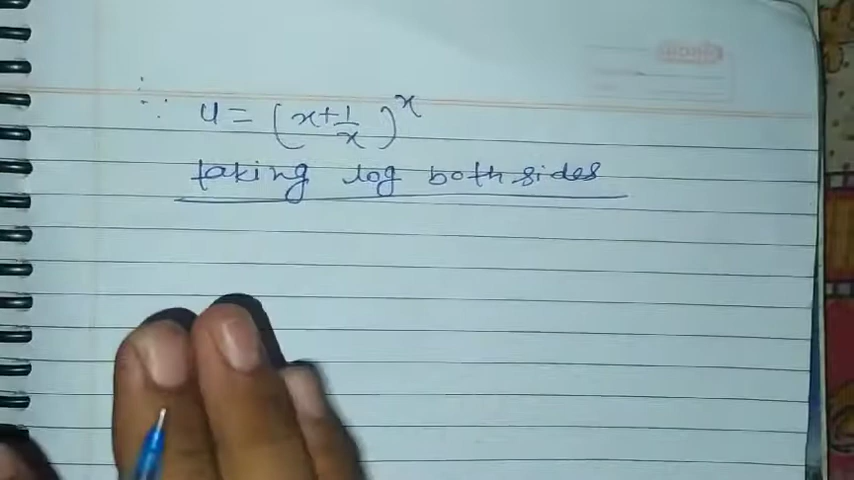 ∴ u = (x + 1/x)^x
taking log both sides